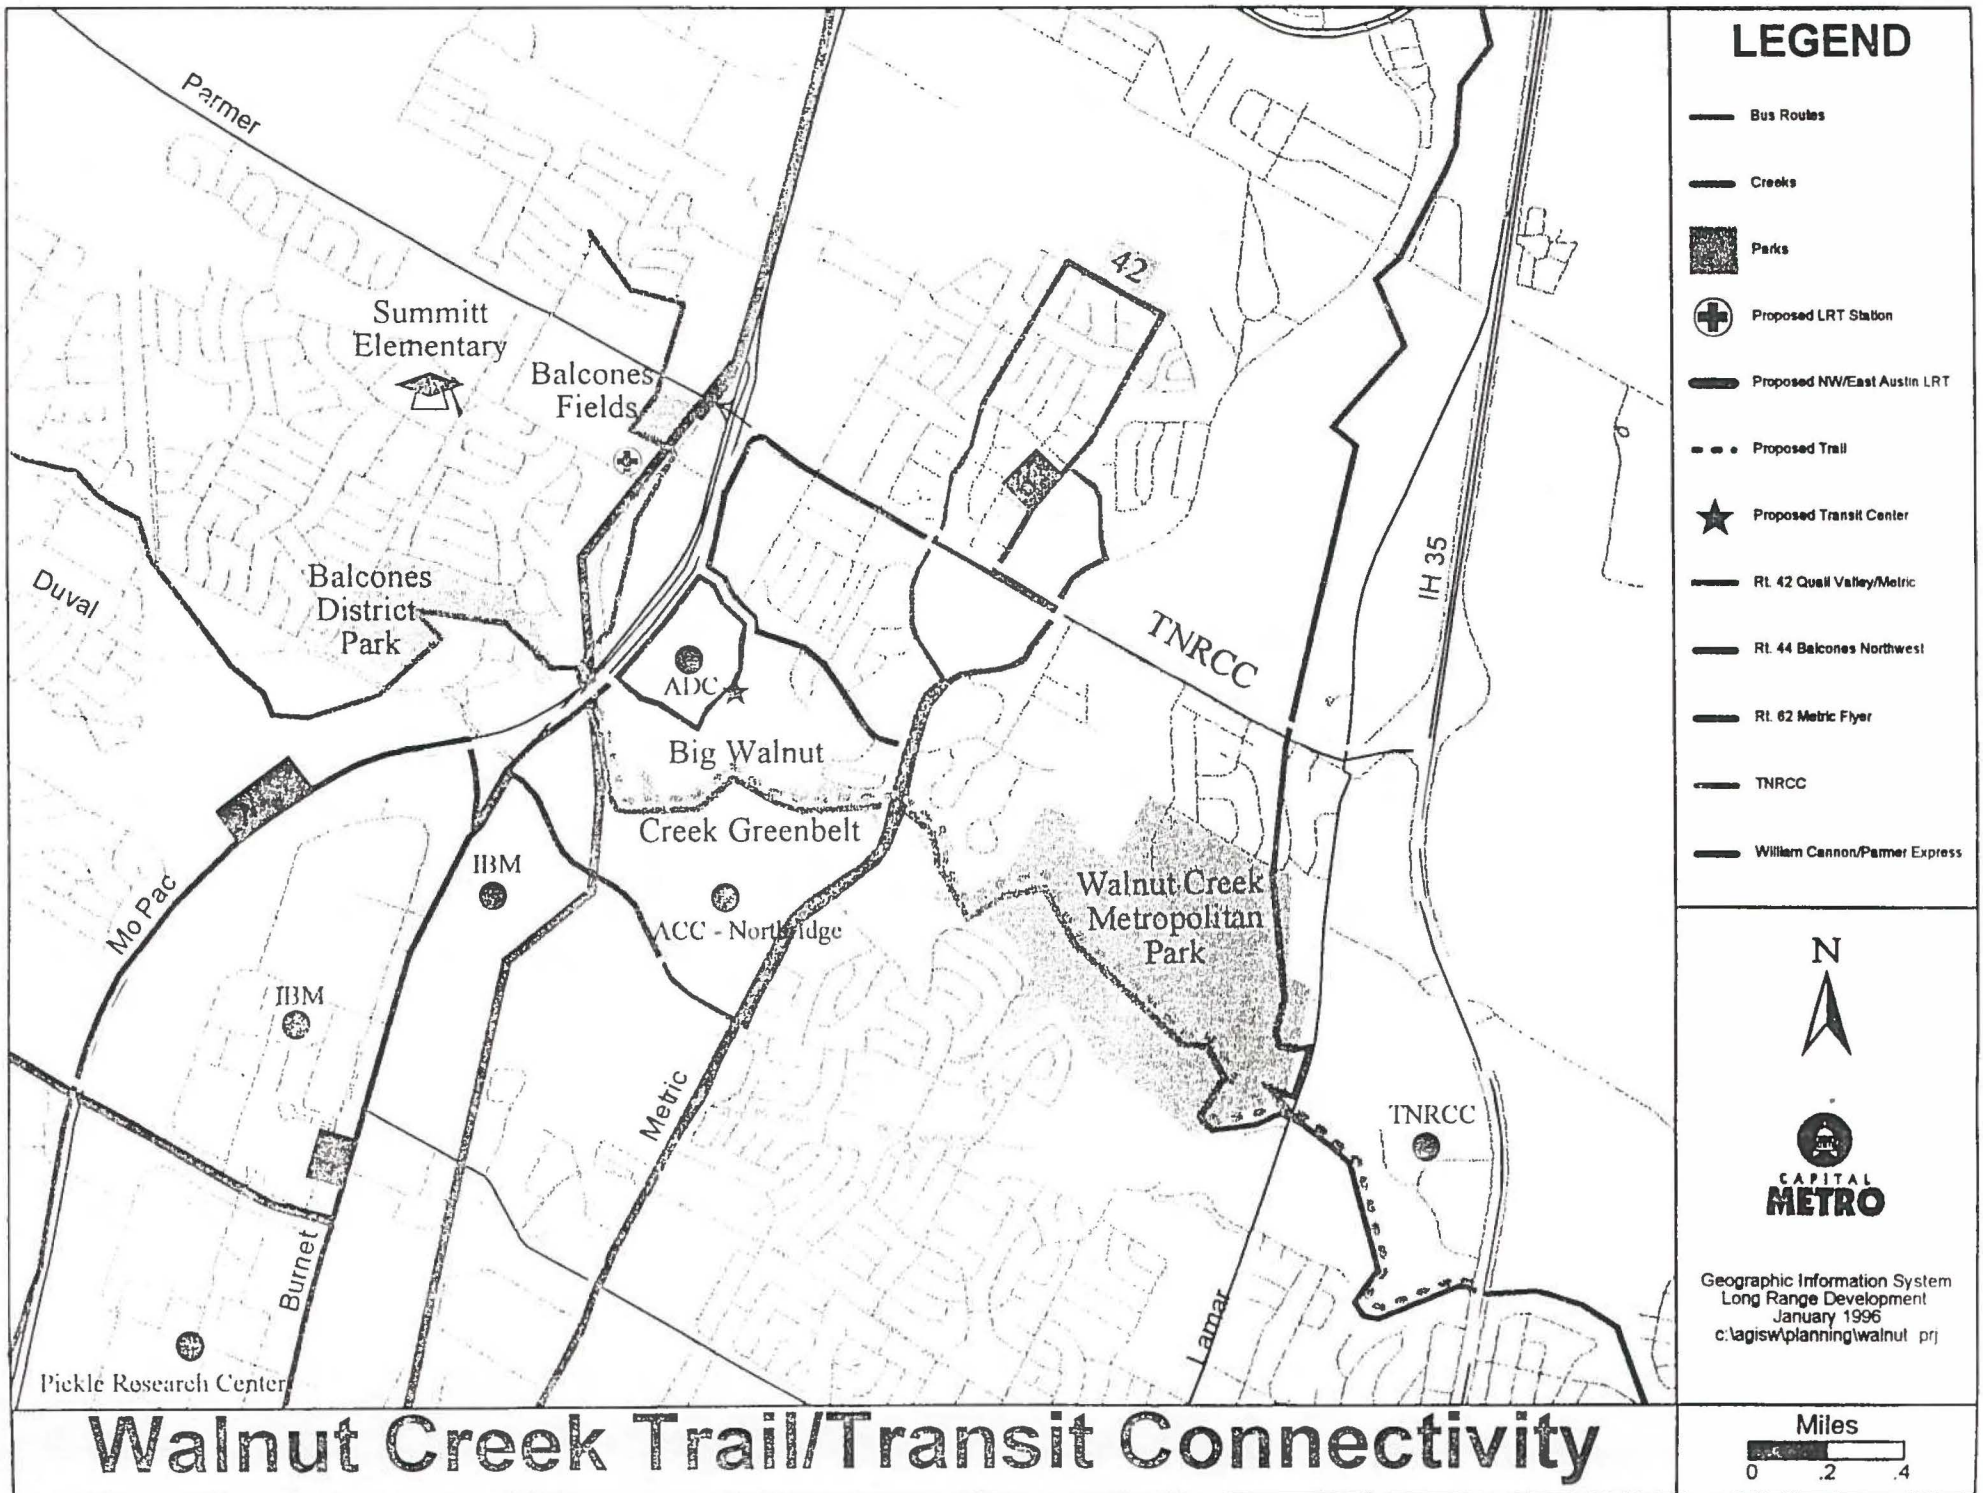 Parmer
42
Summitt
Elementary
Balcones
Fields
Duval
Balcones
District
Park
ADC
TNRCC
IH 35
Big Walnut
Creek Greenbelt
Mo Pac
IBM
ACC - Northridge
Walnut Creek
Metropolitan
Park
IBM
Metric
TNRCC
Burnet
Lamar
Pickle Research Center
Walnut Creek Trail/Transit Connectivity
LEGEND
Bus Routes
Creeks
Parks
Proposed LRT Station
Proposed NW/East Austin LRT
Proposed Trail
Proposed Transit Center
Rt. 42 Quail Valley/Metric
Rt. 44 Balcones Northwest
Rt. 62 Metric Flyer
TNRCC
William Cannon/Parmer Express
N
CAPITAL
METRO
Geographic Information System
Long Range Development
January 1996
c:\agisw\planning\walnut prj
Miles
0 .2 .4